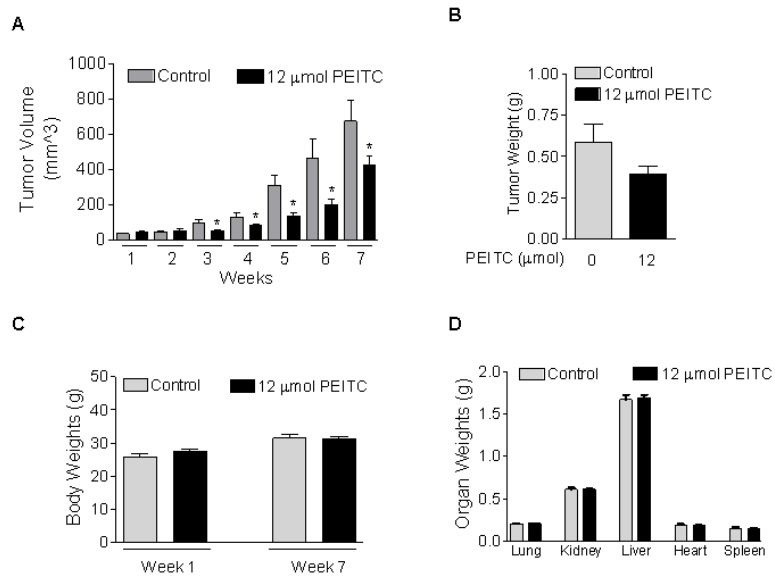 A
Control
12 μmol PEITC
Tumor Volume
(mm^3)
1000
800
600
400
200
0
*
*
*
*
*
1 2 3 4 5 6 7
Weeks
B
Control
12 μmol PEITC
Tumor Weight (g)
1.00
0.75
0.50
0.25
0.00
PEITC (μmol) 0 12
C
Control
12 μmol PEITC
Body Weights (g)
50
40
30
20
10
0
Week 1 Week 7
D
Control
12 μmol PEITC
Organ Weights (g)
2.0
1.5
1.0
0.5
0.0
Lung Kidney Liver Heart Spleen